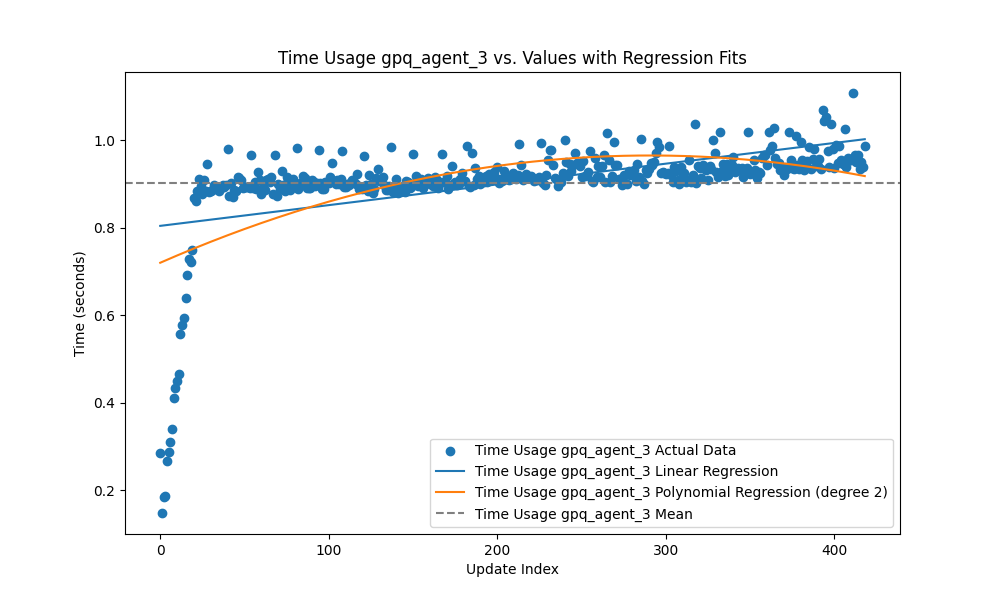 Time Usage gpq_agent_3 vs. Values with Regression Fits
Time (seconds)
1.0
0.8
0.6
0.4
0.2
0
100
200
300
400
Update Index
Time Usage gpq_agent_3 Actual Data
Time Usage gpq_agent_3 Linear Regression
Time Usage gpq_agent_3 Polynomial Regression (degree 2)
Time Usage gpq_agent_3 Mean